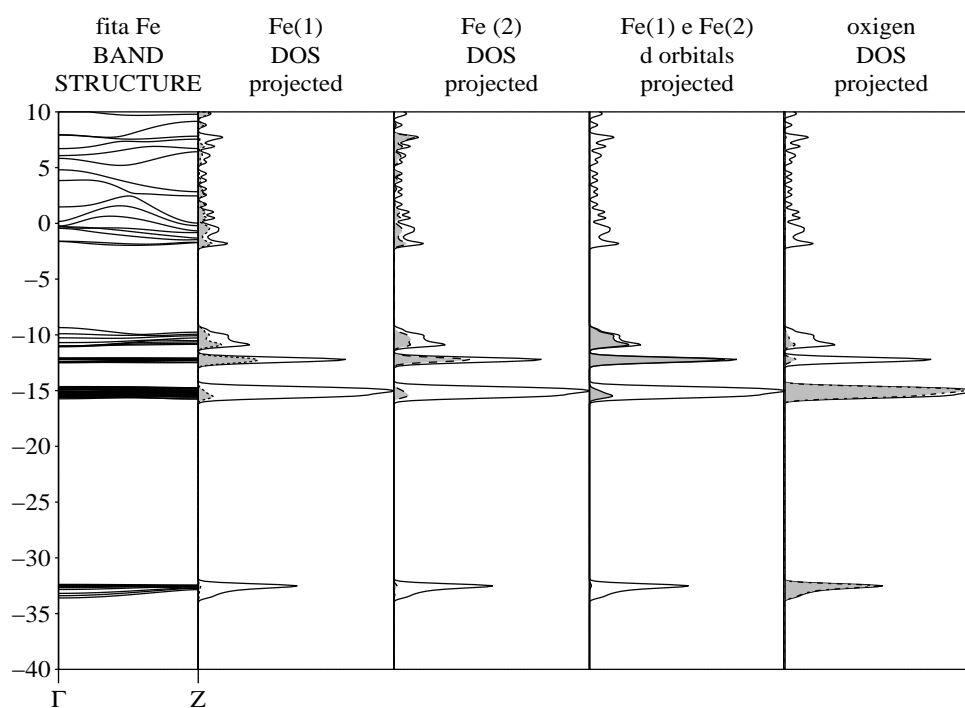 fita Fe
BAND
STRUCTURE
Fe(1)
DOS
projected
Fe (2)
DOS
projected
Fe(1) e Fe(2)
d orbitals
projected
oxigen
DOS
projected
10
5
0
−5
−10
−15
−20
−25
−30
−35
−40
Γ
Z